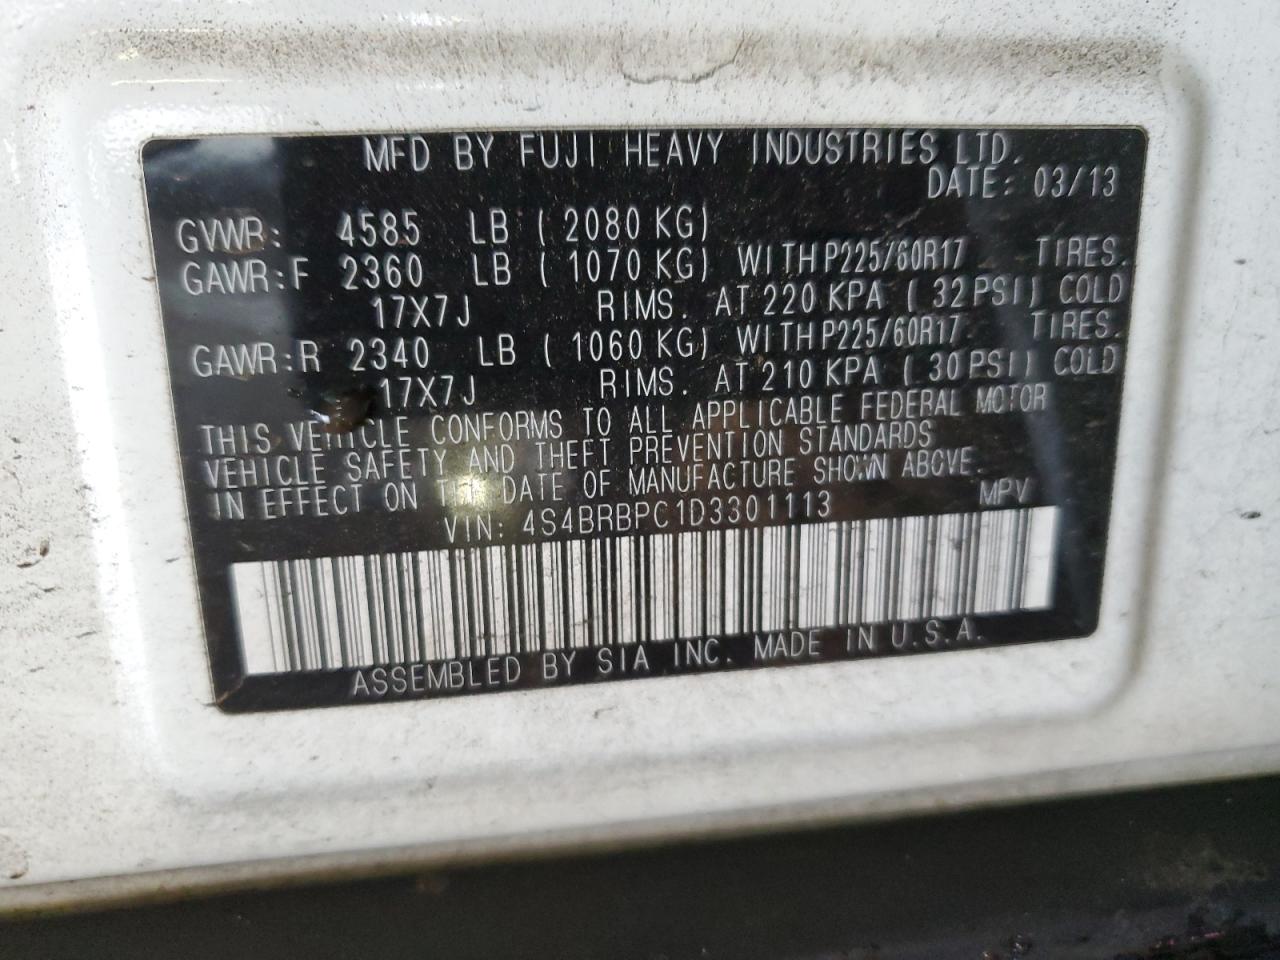 MFD BY FUJI HEAVY INDUSTRIES LTD.
DATE: 03/13
GVWR: 4585 LB ( 2080 KG)
GAWR:F 2360 LB ( 1070 KG) WITH P225/60R17 TIRES.
17X7J RIMS. AT 220 KPA ( 32 PSI) COLD
GAWR:R 2340 LB ( 1060 KG) WITH P225/60R17 TIRES.
17X7J RIMS. AT 210 KPA ( 30 PSI) COLD
THIS VEHICLE CONFORMS TO ALL APPLICABLE FEDERAL MOTOR
VEHICLE SAFETY AND THEFT PREVENTION STANDARDS
IN EFFECT ON THE DATE OF MANUFACTURE SHOWN ABOVE.
VIN: 4S4BRBPC1D3301113 MPV
ASSEMBLED BY SIA INC. MADE IN U.S.A.